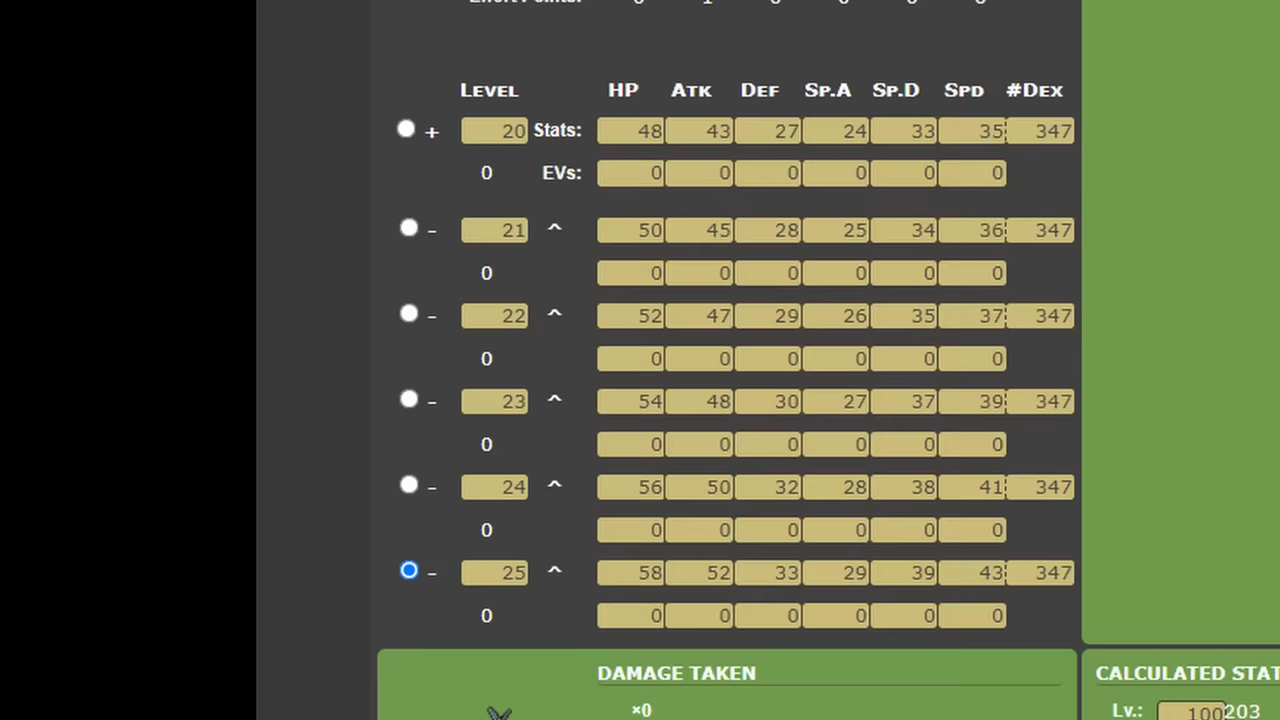 LEVEL HP ATK DEF SP.A SP.D SPD #DEX
+ 20 Stats: 48 43 27 24 33 35 347
0 EVs: 0 0 0 0 0 0
- 21 ^ 50 45 28 25 34 36 347
0 0 0 0 0 0 0
- 22 ^ 52 47 29 26 35 37 347
0 0 0 0 0 0 0
- 23 ^ 54 48 30 27 37 39 347
0 0 0 0 0 0 0
- 24 ^ 56 50 32 28 38 41 347
0 0 0 0 0 0 0
- 25 ^ 58 52 33 29 39 43 347
0 0 0 0 0 0 0
DAMAGE TAKEN
×0
CALCULATED STAT
Lv.: 100 203